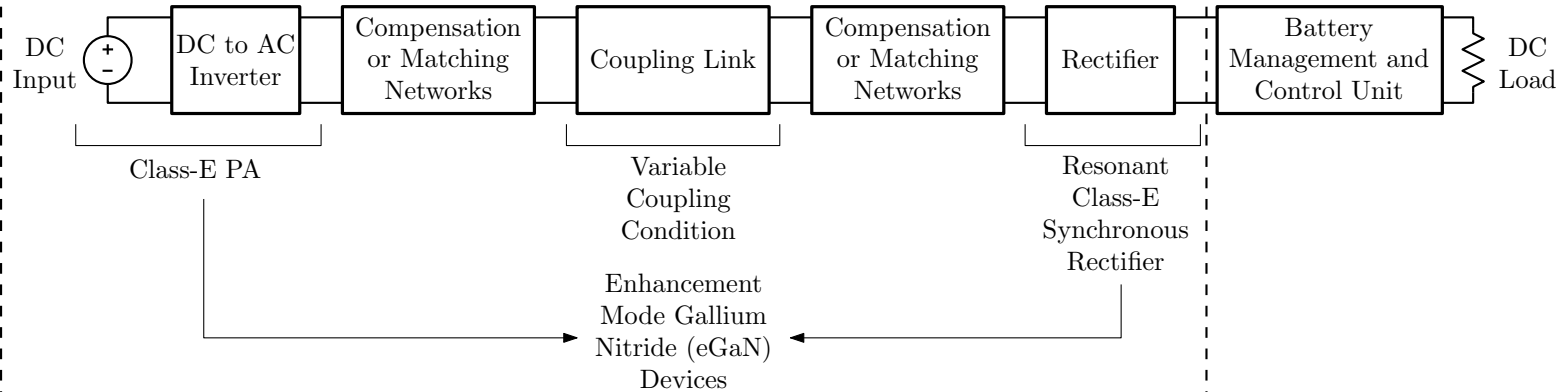 DC
Input
+
−
DC to AC
Inverter
Compensation
or Matching
Networks
Coupling Link
Compensation
or Matching
Networks
Rectifier
Battery
Management and
Control Unit
DC
Load
Class-E PA
Variable
Coupling
Condition
Resonant
Class-E
Synchronous
Rectifier
Enhancement
Mode Gallium
Nitride (eGaN)
Devices